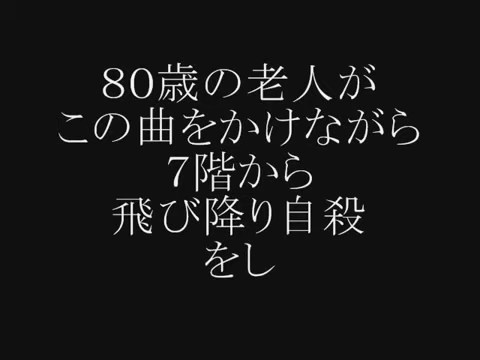 80歳の老人が
この曲をかけながら
7階から
飛び降り自殺
をし